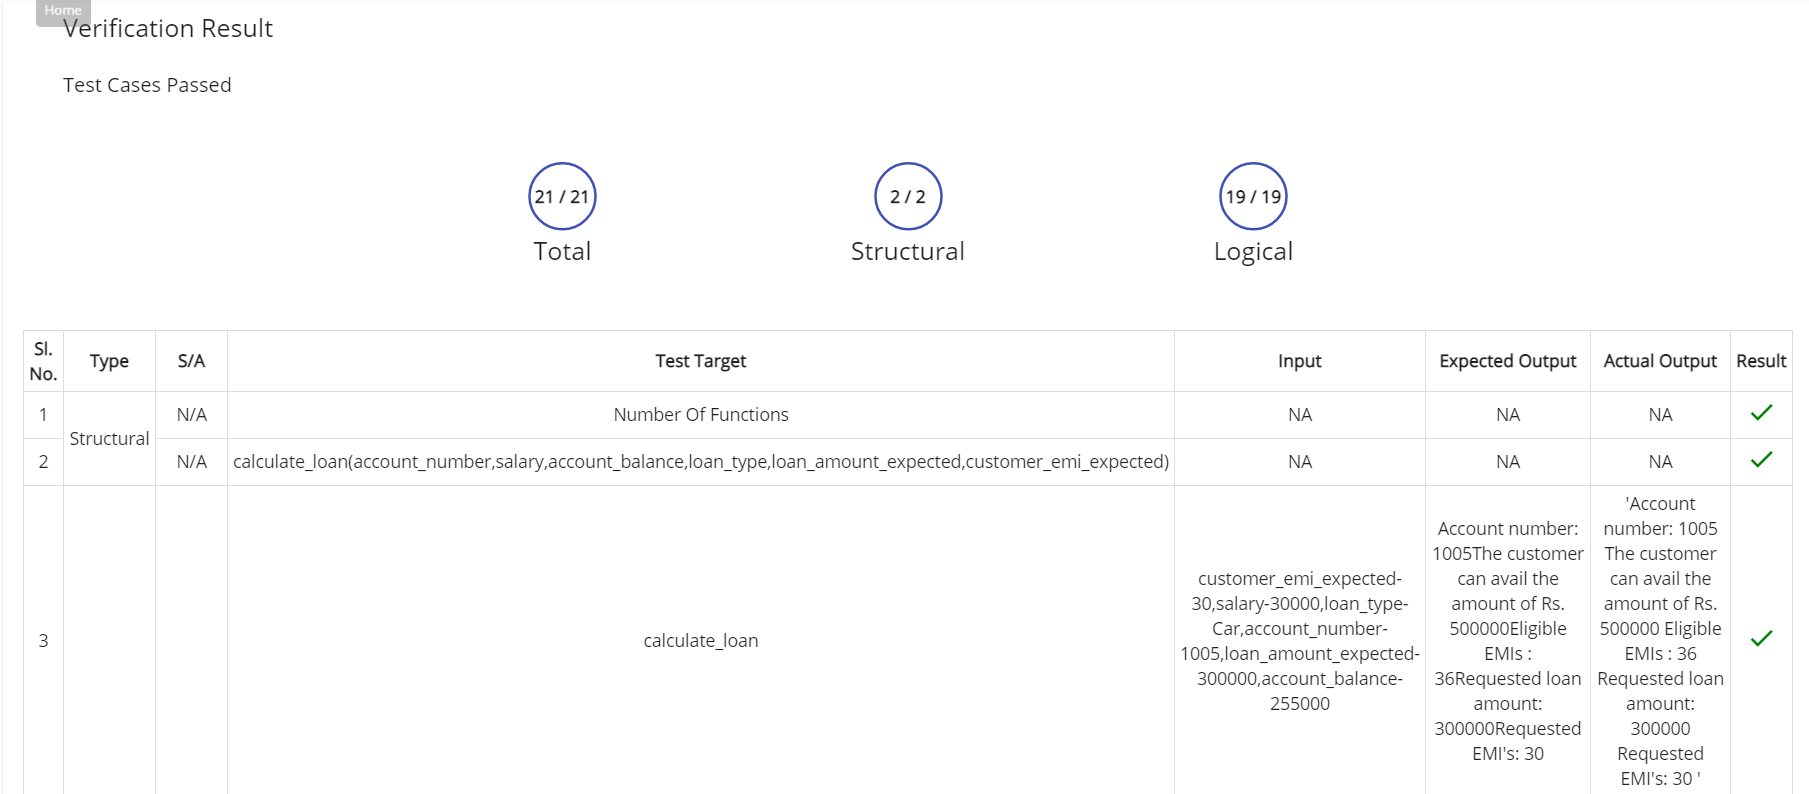 Home
Verification Result
Test Cases Passed
21 / 21
2 / 2
19 / 19
Total
Structural
Logical
Sl. No.
Type
S/A
Test Target
Input
Expected Output
Actual Output
Result
1
Structural
N/A
Number Of Functions
NA
NA
NA
2
N/A
calculate_loan(account_number,salary,account_balance,loan_type,loan_amount_expected,customer_emi_expected)
NA
NA
NA
3
calculate_loan
customer_emi_expected-
30,salary-30000,loan_type-
Car,account_number-
1005,loan_amount_expected-
300000,account_balance-
255000
Account number:
1005The customer
can avail the
amount of Rs.
500000Eligible
EMIs :
36Requested loan
amount:
300000Requested
EMI's: 30
'Account
number: 1005
The customer
can avail the
amount of Rs.
500000 Eligible
EMIs : 36
Requested loan
amount:
300000
Requested
EMI's: 30 '